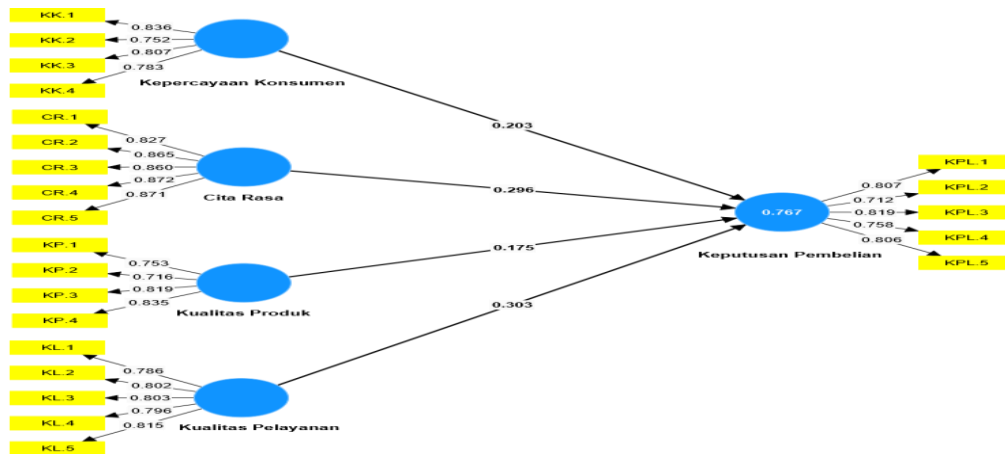 KK.1
0.836
KK.2
0.752
KK.3
0.807
KK.4
0.783
Kepercayaan Konsumen
0.203
CR.1
0.827
CR.2
0.865
CR.3
0.860
CR.4
0.872
CR.5
0.871
Cita Rasa
0.296
KP.1
0.753
KP.2
0.716
KP.3
0.819
KP.4
0.835
Kualitas Produk
0.175
KL.1
0.786
KL.2
0.802
KL.3
0.803
KL.4
0.796
KL.5
0.815
Kualitas Pelayanan
0.303
0.767
Keputusan Pembelian
KPL.1
0.807
KPL.2
0.712
KPL.3
0.819
KPL.4
0.758
KPL.5
0.806